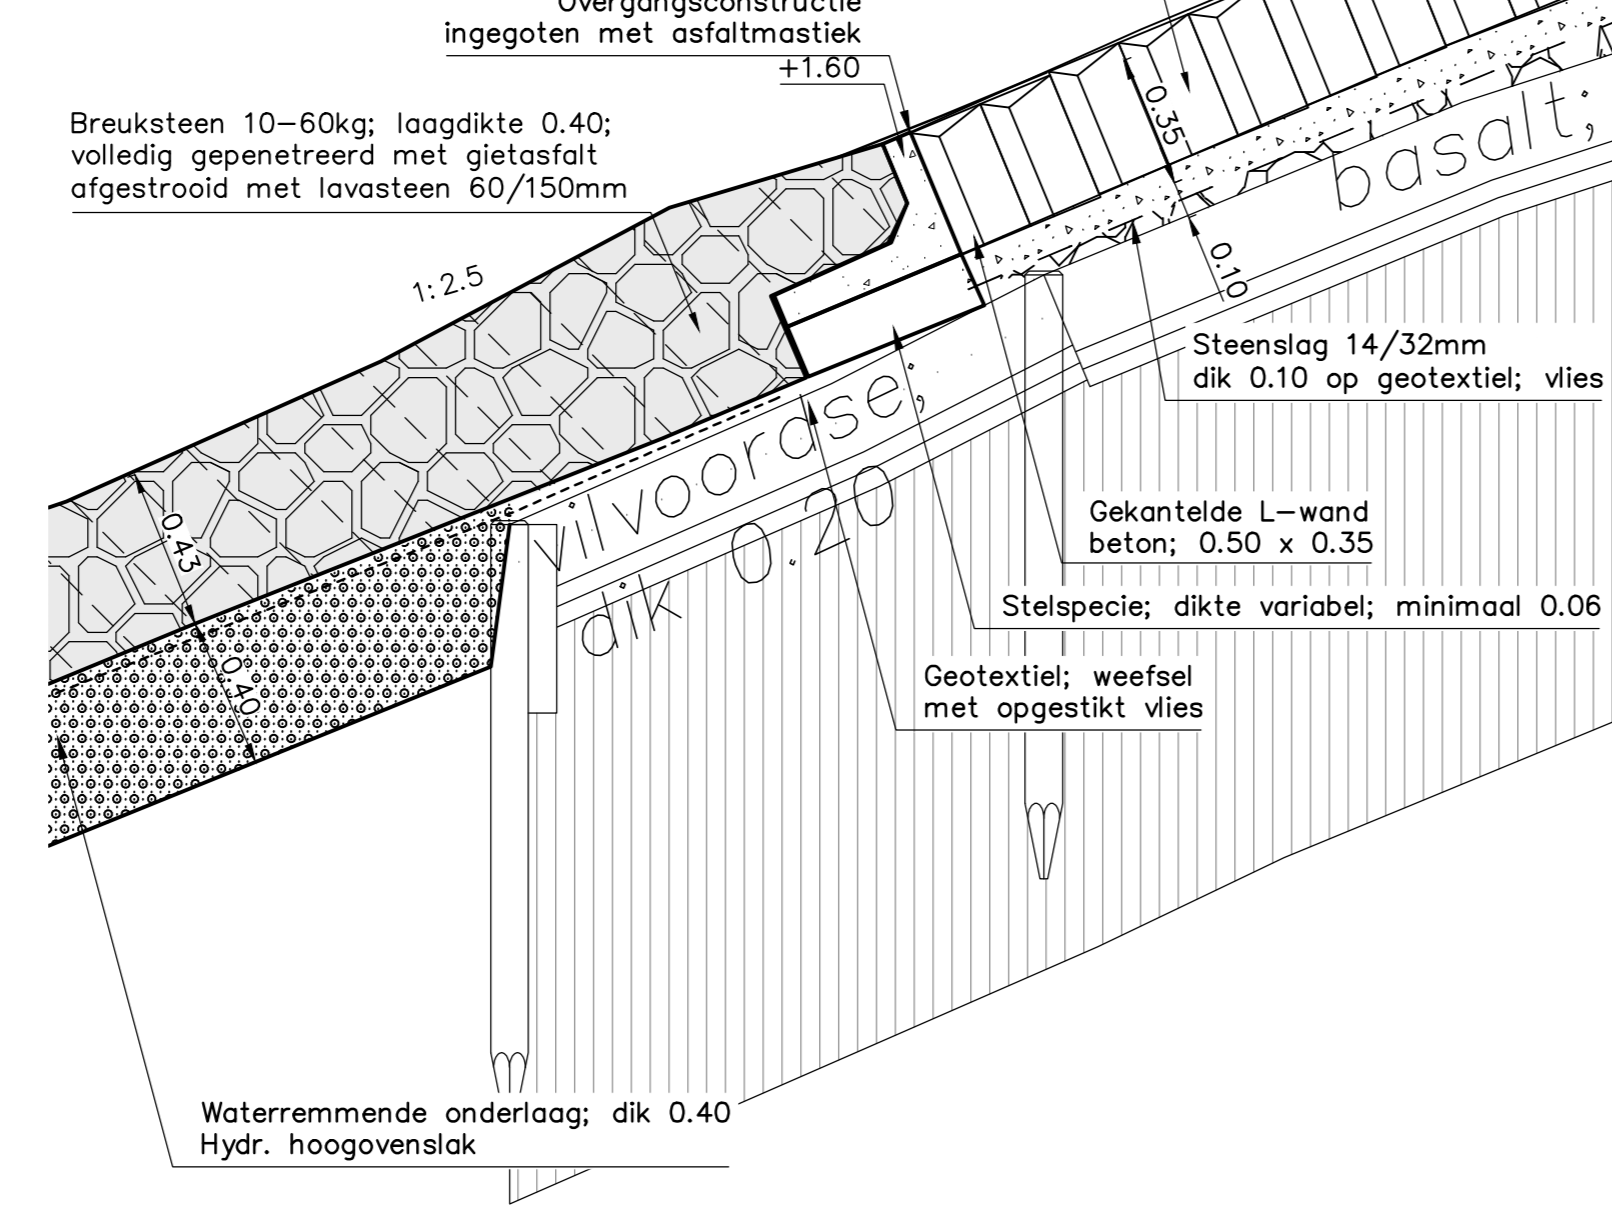 Overgangsconstructie
ingegoten met asfaltmastiek
+1.60
Breuksteen 10-60kg; laagdikte 0.40;
volledig gepenetreerd met gietasfalt
afgestrooid met lavasteen 60/150mm
1:2.5
0.35
basalt;
0.10
Steenslag 14/32mm
dik 0.10 op geotextiel; vlies
vilvoordse;
dik 0.20
Gekantelde L-wand
beton; 0.50 x 0.35
0.43
Stelspecie; dikte variabel; minimaal 0.06
0.40
Geotextiel; weefsel
met opgestikt vlies
Waterremmende onderlaag; dik 0.40
Hydr. hoogovenslak